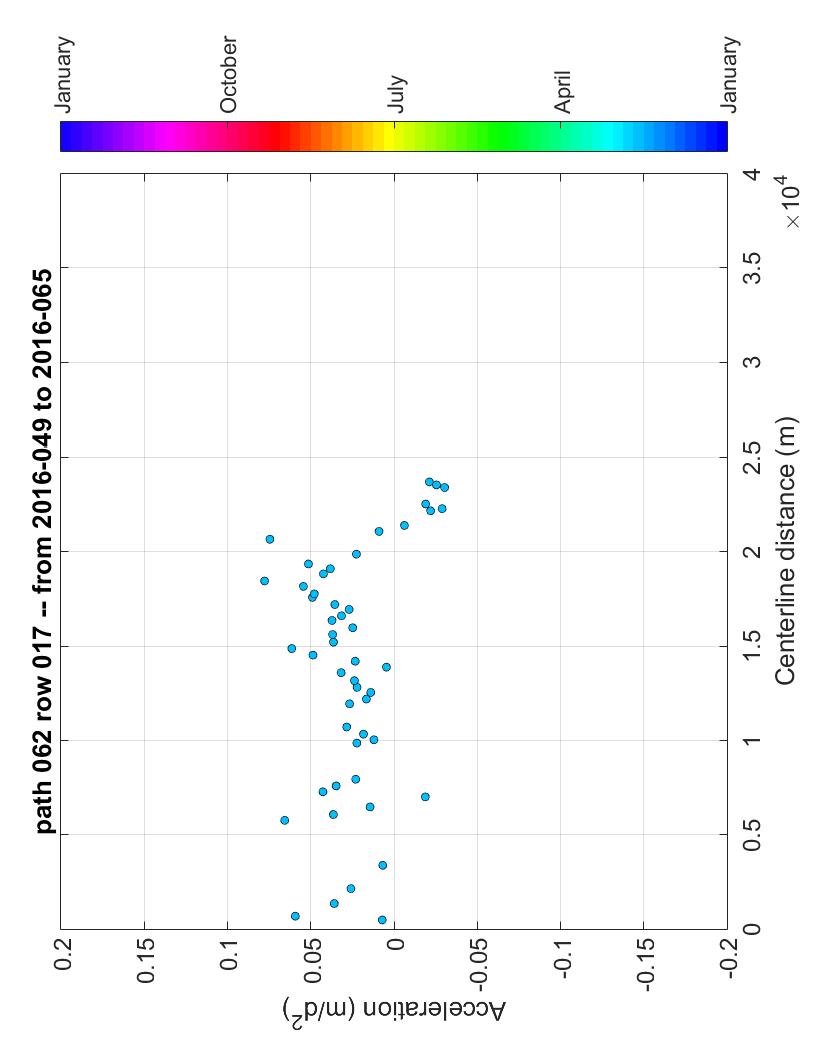 path 062 row 017 -- from 2016-049 to 2016-065
0.2
0.15
0.1
0.05
0
-0.05
-0.1
-0.15
-0.2
Acceleration (m/d²)
0
0.5
1
1.5
2
2.5
3
3.5
4
×10⁴
Centerline distance (m)
January
October
July
April
January